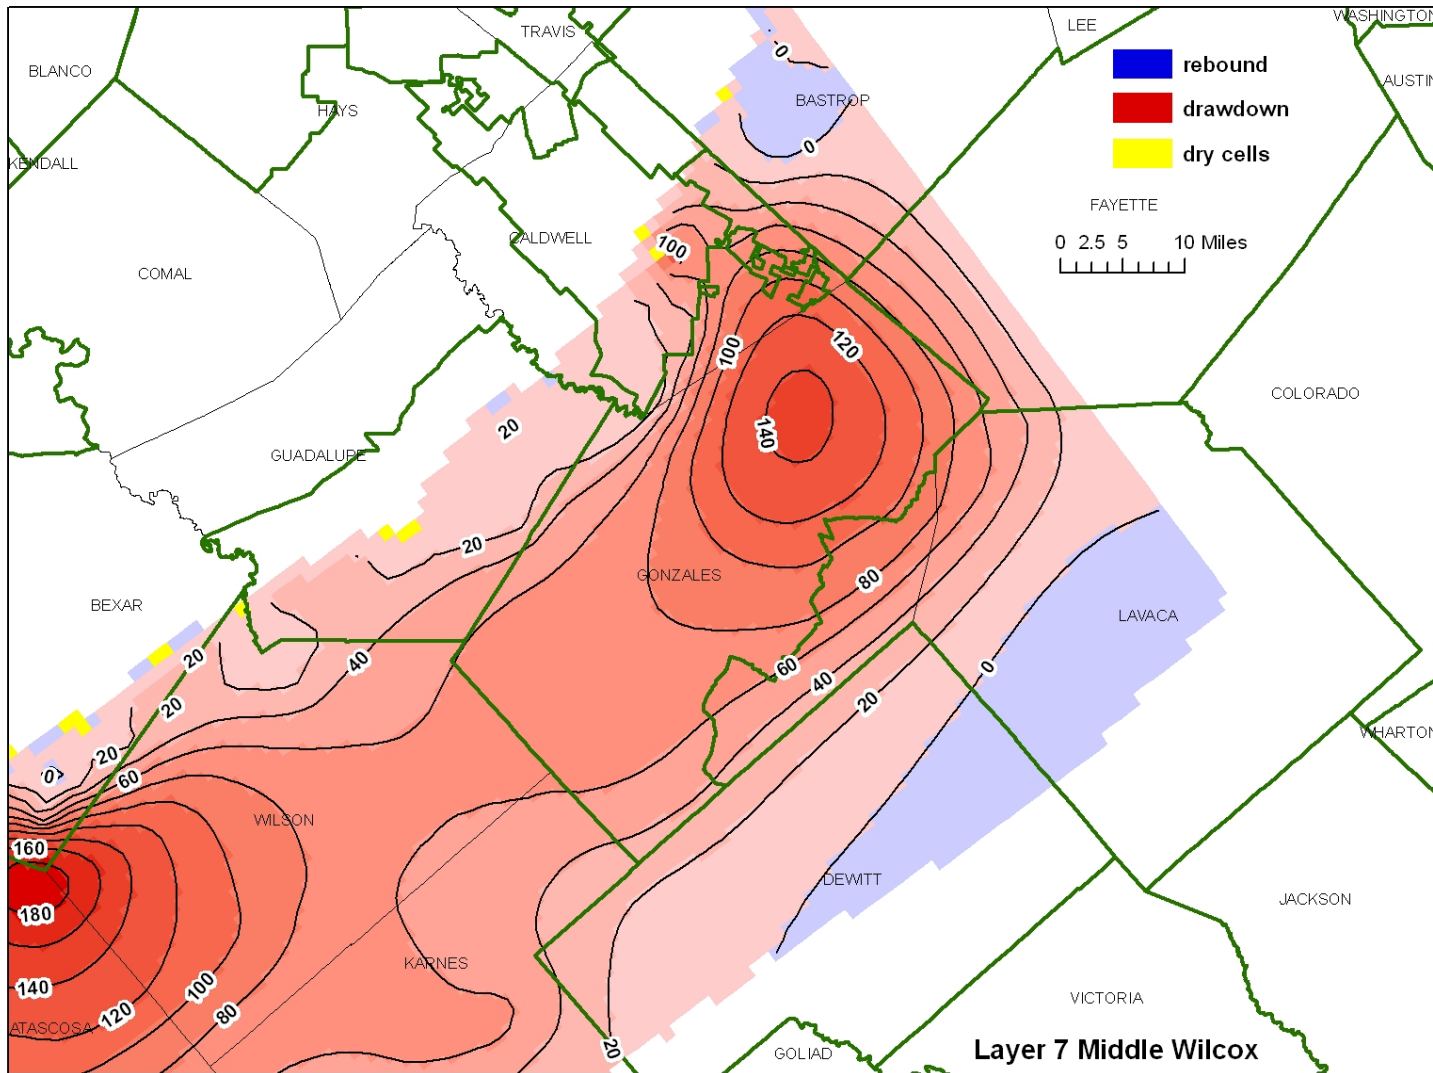 TRAVIS
LEE
WASHINGTON
BLANCO
HAYS
-0
BASTROP
AUSTIN
rebound
drawdown
dry cells
KENDALL
0
FAYETTE
0 2.5 5 10 Miles
CALDWELL
100
COMAL
100
120
140
COLORADO
20
GUADALUPE
20
GONZALES
80
BEXAR
LAVACA
20
40
60
40
20
0
20
WHARTON
20
0
60
WILSON
160
180
DEWITT
JACKSON
KARNES
140
100
120
80
ATASCOSA
VICTORIA
20
GOLIAD
Layer 7 Middle Wilcox